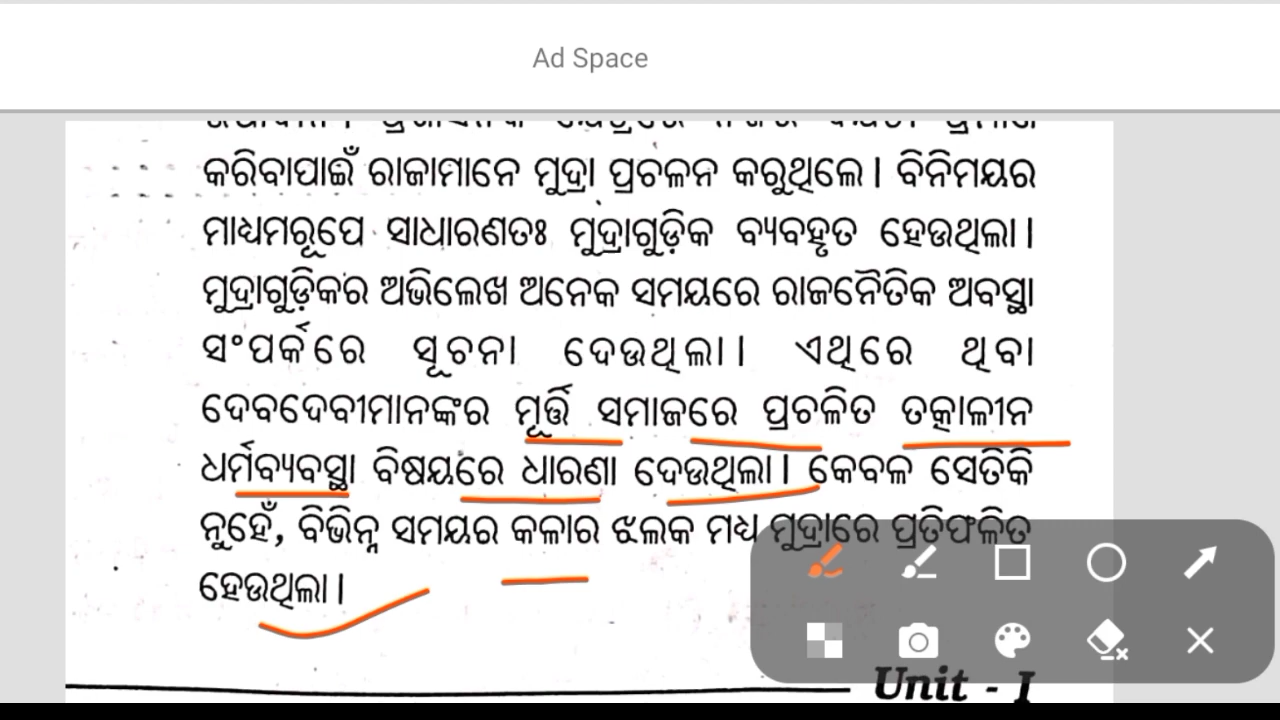 Ad Space
କରିବାପାଇଁ ରାଜାମାନେ ମୁଦ୍ରା ପ୍ରଚଳନ କରୁଥିଲେ। ବିନିମୟର
ମାଧ୍ୟମରୂପେ ସାଧାରଣତଃ ମୁଦ୍ରାଗୁଡ଼ିକ ବ୍ୟବହୃତ ହେଉଥିଲା।
ମୁଦ୍ରାଗୁଡ଼ିକର ଅଭିଲେଖ ଅନେକ ସମୟରେ ରାଜନୈତିକ ଅବସ୍ଥା
ସଂପର୍କରେ ସୂଚନା ଦେଉଥିଲା। ଏଥିରେ ଥିବା
ଦେବଦେବୀମାନଙ୍କର ମୂର୍ତ୍ତି ସମାଜରେ ପ୍ରଚଳିତ ତତ୍କାଳୀନ
ଧର୍ମବ୍ୟବସ୍ଥା ବିଷୟରେ ଧାରଣା ଦେଉଥିଲା। କେବଳ ସେତିକି
ନୁହେଁ, ବିଭିନ୍ନ ସମୟର କଳାର ଝଲକ ମଧ୍ୟ ମୁଦ୍ରାରେ ପ୍ରତିଫଳିତ
ହେଉଥିଲା।
Unit - I